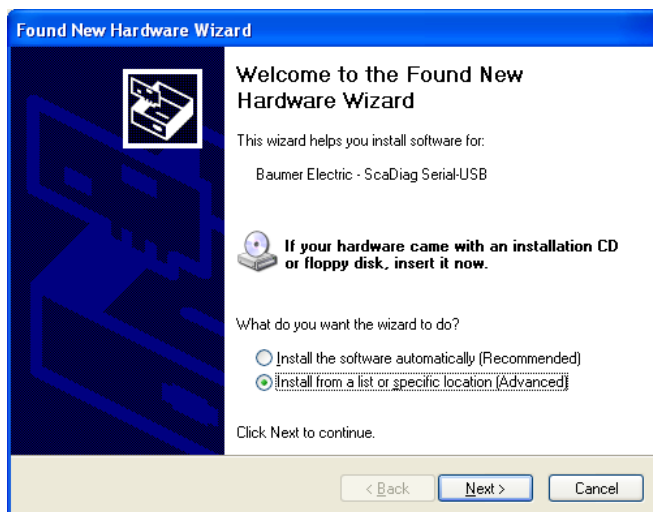 Found New Hardware Wizard
Welcome to the Found New
Hardware Wizard
This wizard helps you install software for:
Baumer Electric - ScaDiag Serial-USB
If your hardware came with an installation CD
or floppy disk, insert it now.
What do you want the wizard to do?
Install the software automatically (Recommended)
Install from a list or specific location (Advanced)
Click Next to continue.
< Back Next > Cancel